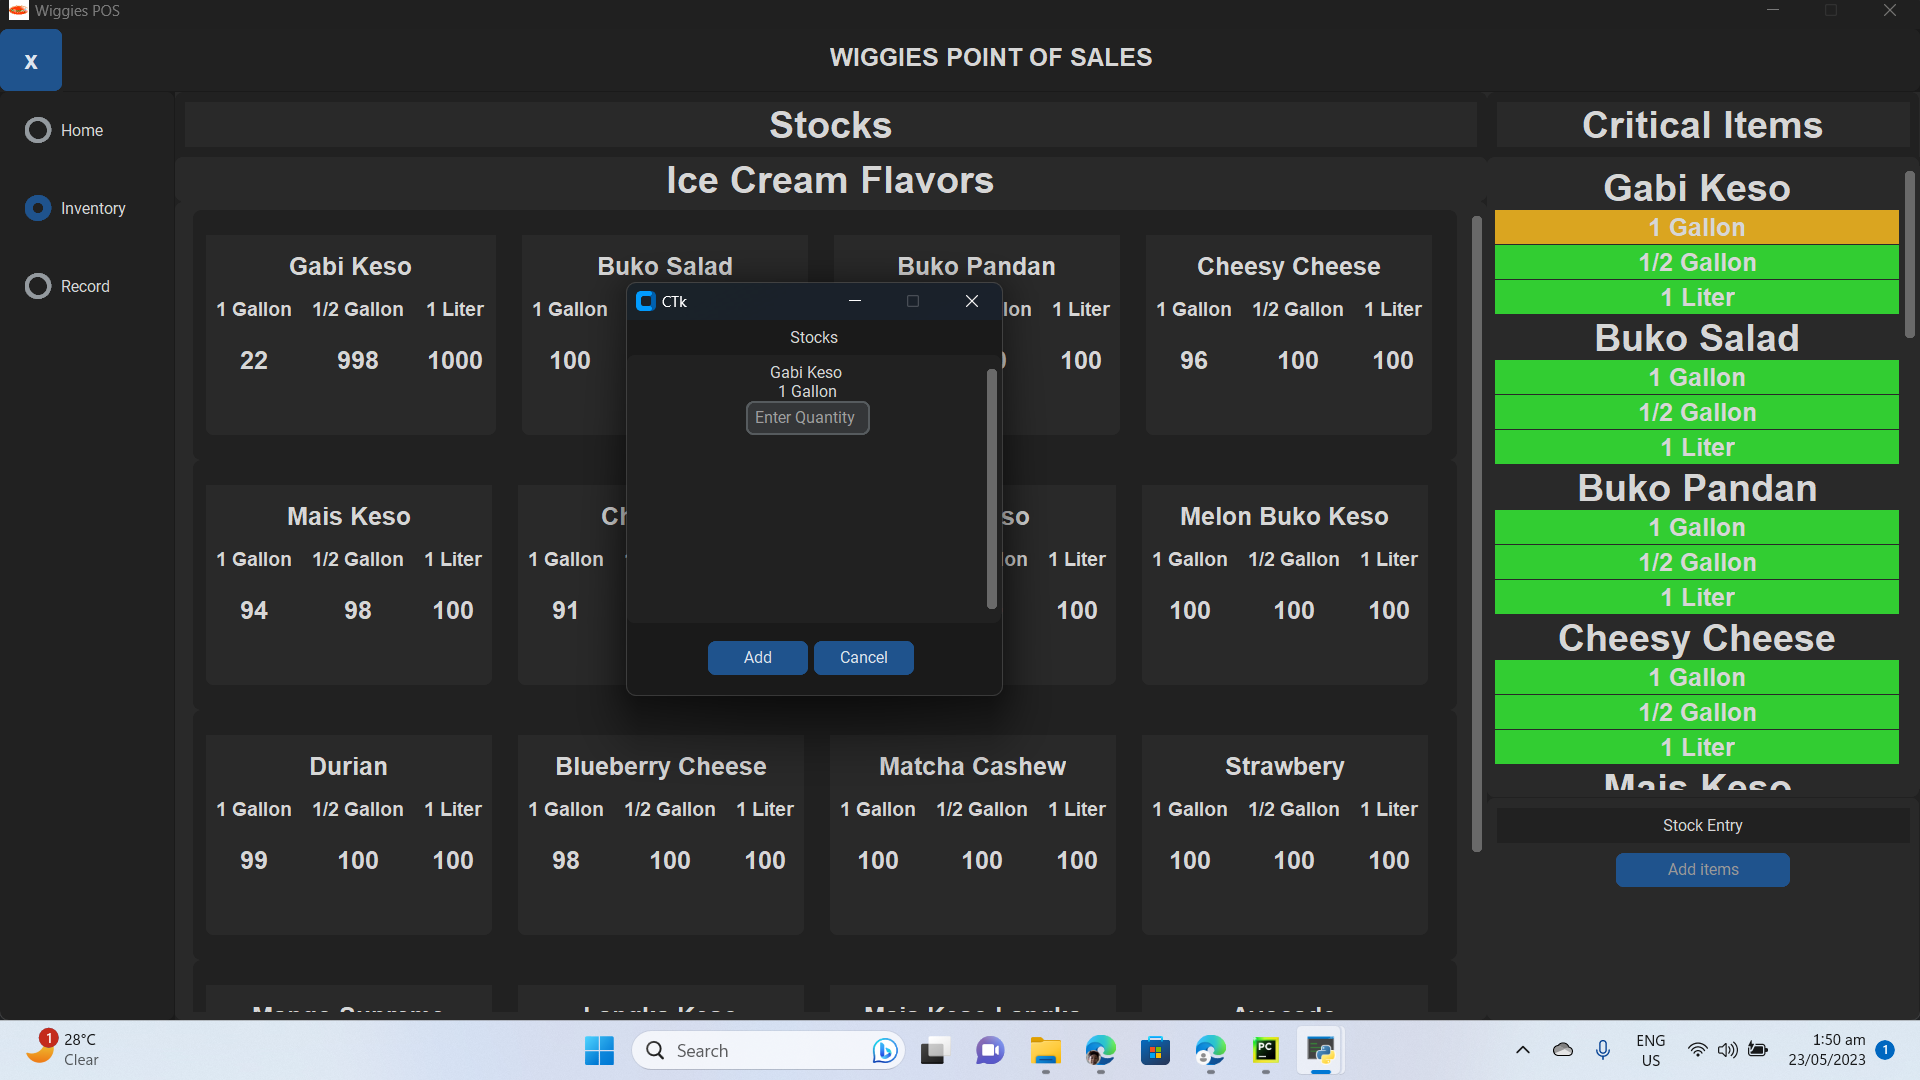 Wiggies POS
x
WIGGIES POINT OF SALES
Home
Inventory
Record
Stocks
Ice Cream Flavors
Gabi Keso
1 Gallon 1/2 Gallon 1 Liter
22 998 1000
Buko Salad
1 Gallon
100
Buko Pandan
1 Liter
100
Cheesy Cheese
1 Gallon 1/2 Gallon 1 Liter
96 100 100
Mais Keso
1 Gallon 1/2 Gallon 1 Liter
94 98 100
1 Gallon
91
1 Liter
100
Melon Buko Keso
1 Gallon 1/2 Gallon 1 Liter
100 100 100
Durian
1 Gallon 1/2 Gallon 1 Liter
99 100 100
Blueberry Cheese
1 Gallon 1/2 Gallon 1 Liter
98 100 100
Matcha Cashew
1 Gallon 1/2 Gallon 1 Liter
100 100 100
Strawbery
1 Gallon 1/2 Gallon 1 Liter
100 100 100
CTk
Stocks
Gabi Keso
1 Gallon
Enter Quantity
Add Cancel
Critical Items
Gabi Keso
1 Gallon
1/2 Gallon
1 Liter
Buko Salad
1 Gallon
1/2 Gallon
1 Liter
Buko Pandan
1 Gallon
1/2 Gallon
1 Liter
Cheesy Cheese
1 Gallon
1/2 Gallon
1 Liter
Mais Keso
Stock Entry
Add items
1
28°C
Clear
Search
PC
ENG
US
1:50 am
23/05/2023
1